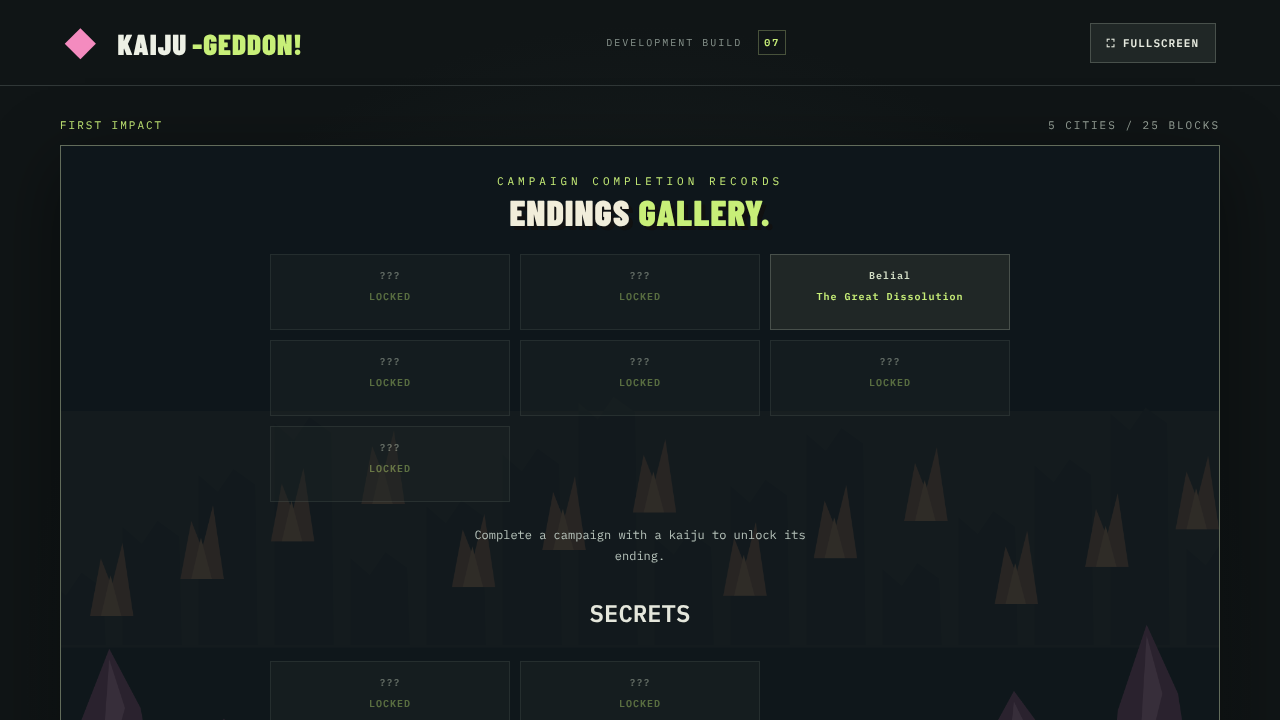 KAIJU-GEDDON!
DEVELOPMENT BUILD 07
FULLSCREEN
FIRST IMPACT
5 CITIES / 25 BLOCKS
CAMPAIGN COMPLETION RECORDS
ENDINGS GALLERY.
???
LOCKED
???
LOCKED
Belial
The Great Dissolution
???
LOCKED
???
LOCKED
???
LOCKED
???
LOCKED
Complete a campaign with a kaiju to unlock its
ending.
SECRETS
???
LOCKED
???
LOCKED